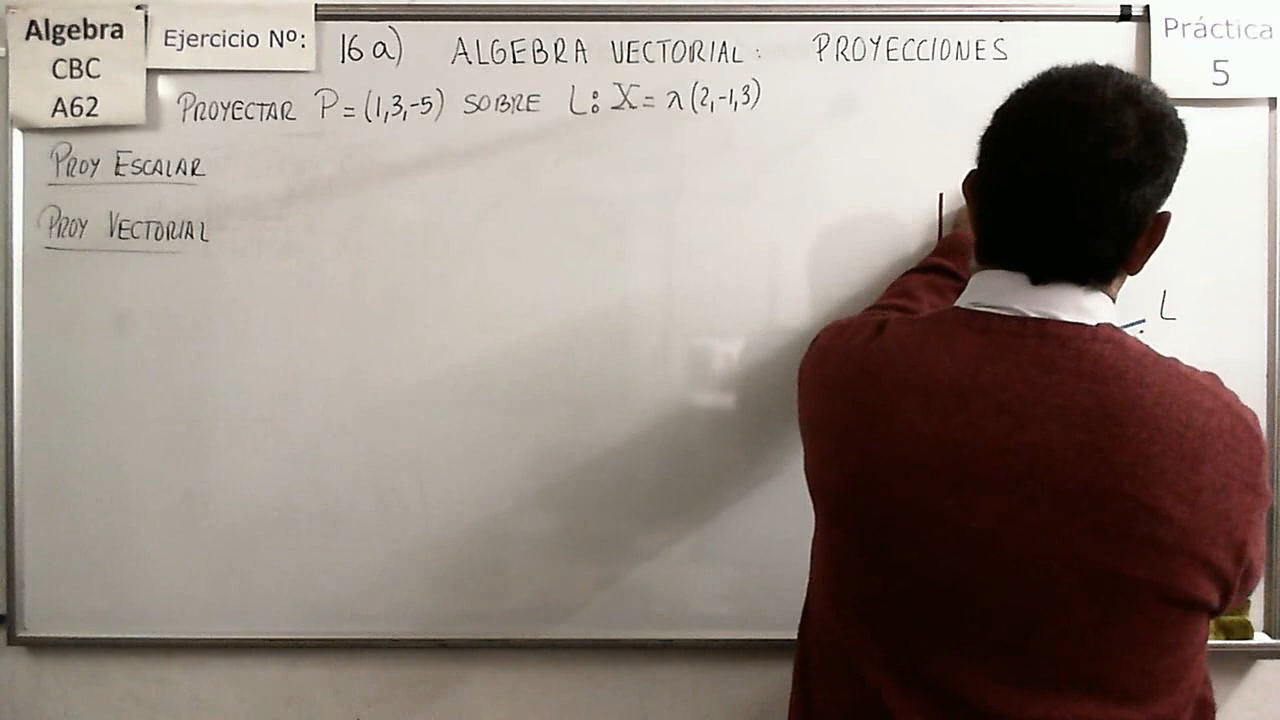 Algebra
CBC
A62
Ejercicio Nº:
16 a) ALGEBRA VECTORIAL: PROYECCIONES
Práctica
5
PROYECTAR P = (1,3,-5) SOBRE L: X = λ(2,-1,3)
PROY ESCALAR
PROY VECTORIAL
L